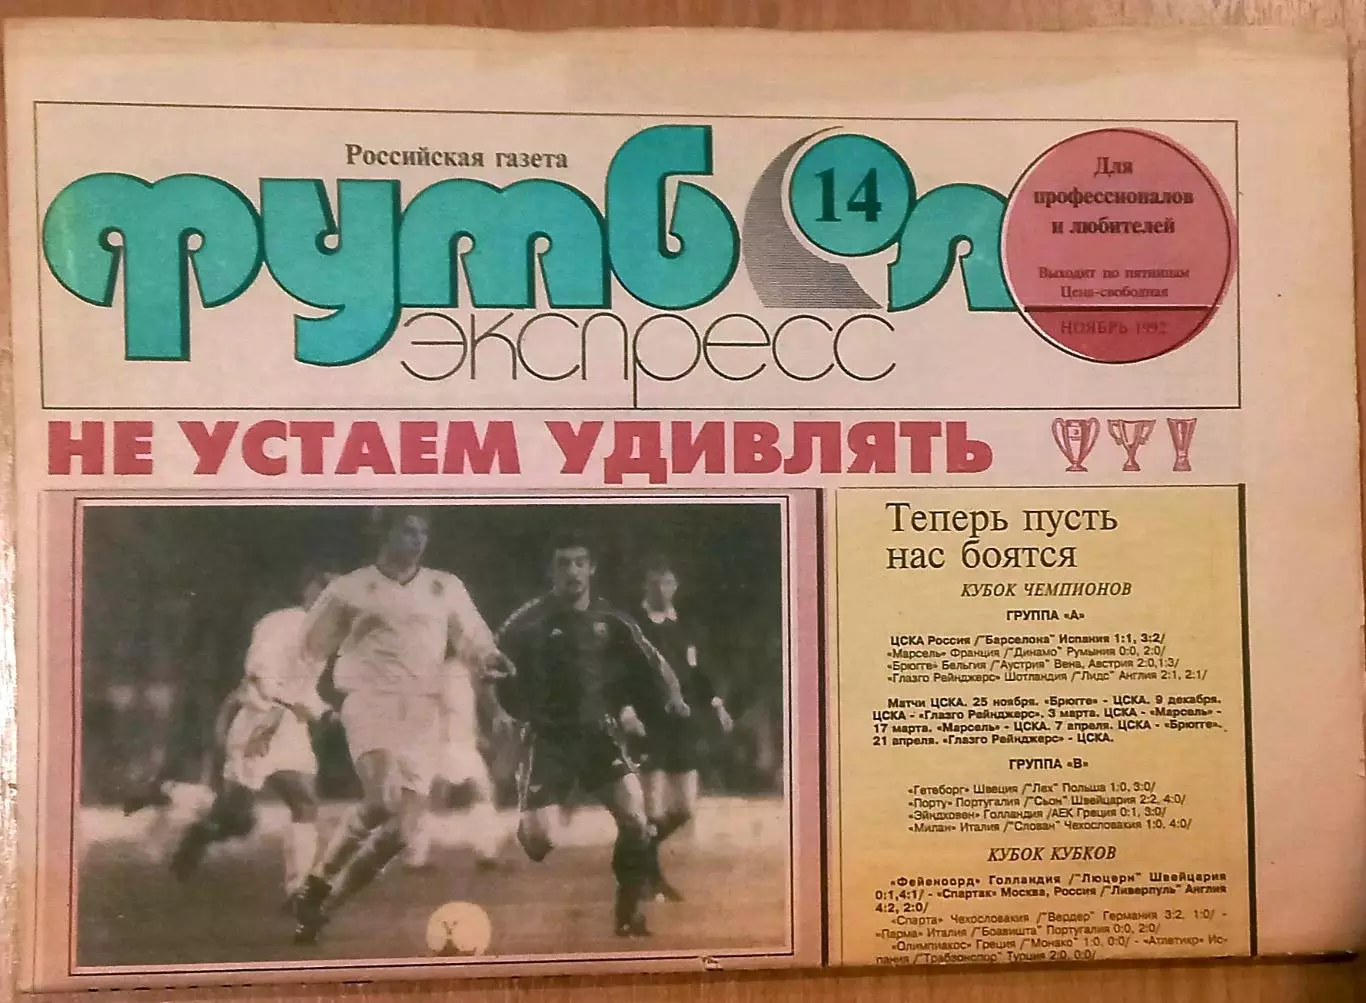 Российская газета
ФУТБОЛ
14
ЭКСПРЕСС
Для
профессионалов
и любителей
Выходит по пятницам
Цена-свободная
НОЯБРЬ 1992
НЕ УСТАЕМ УДИВЛЯТЬ
Теперь пусть
нас боятся
КУБОК ЧЕМПИОНОВ
ГРУППА «А»
ЦСКА Россия /"Барселона" Испания 1:1, 3:2/
«Марсель» Франция /"Динамо" Румыния 0:0, 2:0/
«Брюгге» Бельгия /"Аустрия" Вена, Австрия 2:0,1:3/
«Глазго Рейнджерс» Шотландия /"Лидс" Англия 2:1, 2:1/
Матчи ЦСКА. 25 ноября. «Брюгге» - ЦСКА. 9 декабря.
ЦСКА - «Глазго Рейнджерс». 3 марта. ЦСКА - «Марсель» -
17 марта. «Марсель» - ЦСКА. 7 апреля. ЦСКА - «Брюгге».
21 апреля. «Глазго Рейнджерс» - ЦСКА.
ГРУППА «В»
«Гетеборг» Швеция /"Лех" Польша 1:0, 3:0/
«Порту» Португалия /"Сьон" Швейцария 2:2, 4:0/
«Эйндховен» Голландия /АЕК Греция 0:1, 3:0/
«Милан» Италия /"Слован" Чехословакия 1:0, 4:0/
КУБОК КУБКОВ
«Фейеноорд» Голландия /"Люцерн" Швейцария
0:1,4:1/ - «Спартак» Москва, Россия /"Ливерпуль" Англия
4:2, 2:0/
«Спарта» Чехословакия /"Вердер" Германия 3:2, 1:0/ -
«Парма» Италия /"Боавишта" Португалия 0:0, 2:0/
«Олимпиакос» Греция /"Монако" 1:0, 0:0/ - «Атлетико» Ис-
пания /"Трабзонспор" Турция 2:0, 0:0/